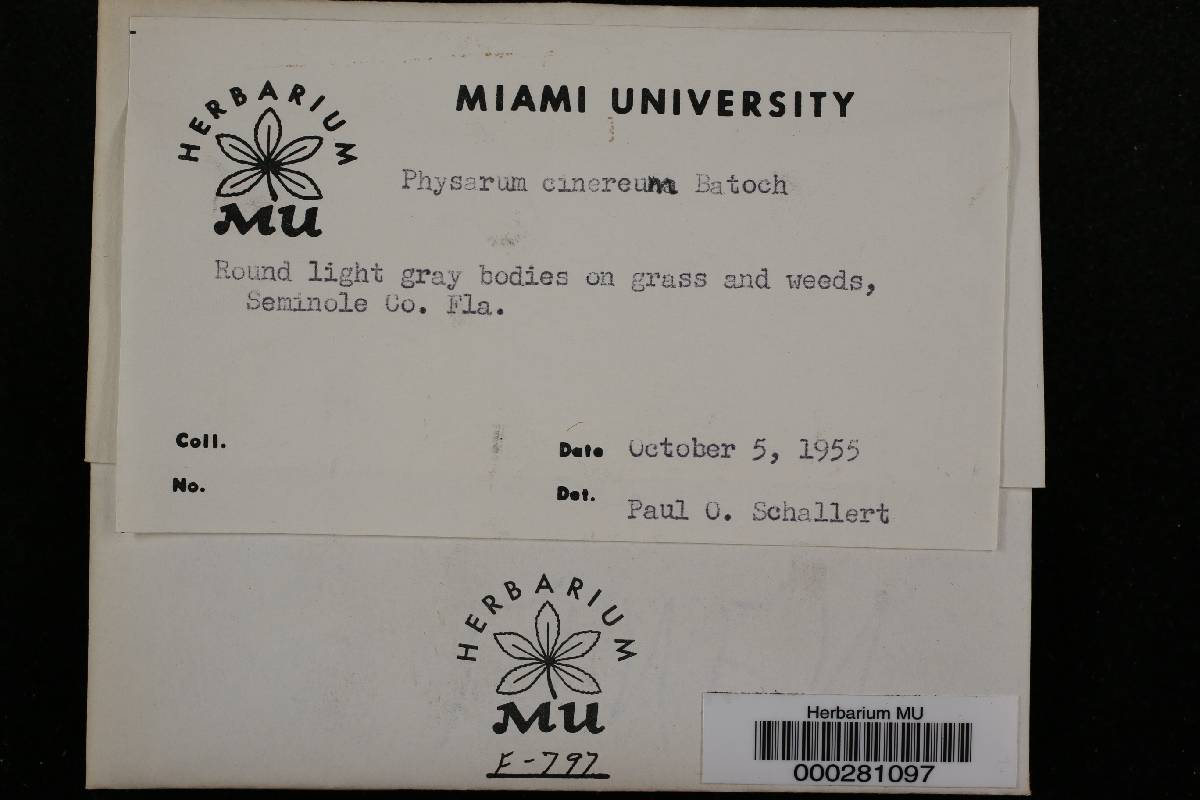 HERBARIUM
MU
MIAMI UNIVERSITY
Physarum cinereum Batoch
Round light gray bodies on grass and weeds,
Seminole Co. Fla.
Coll.
Date October 5, 1955
No.
Det. Paul O. Schallert
HERBARIUM
MU
F-797
Herbarium MU
000281097